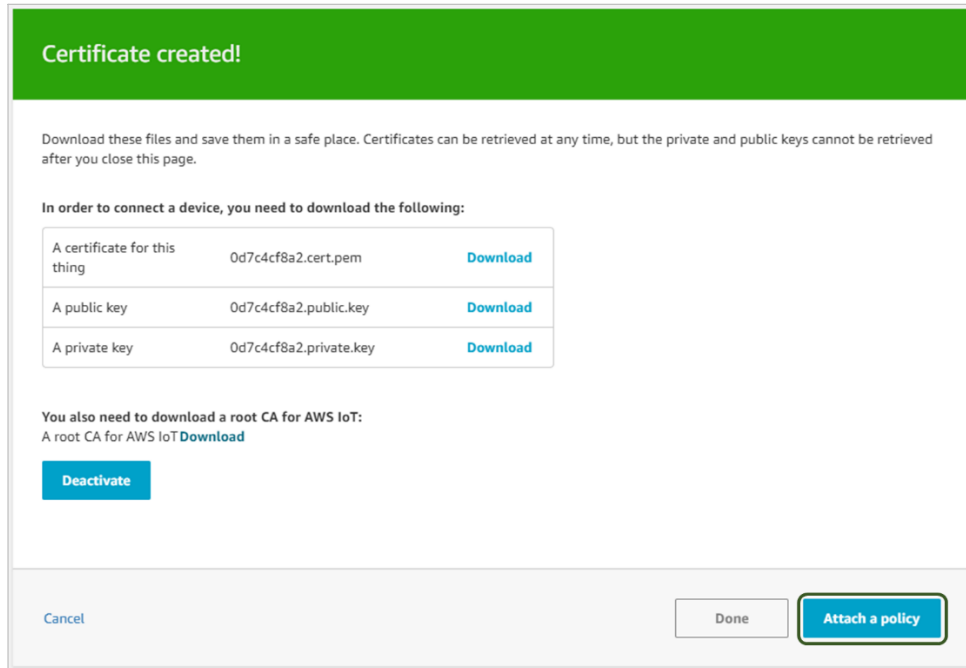 Certificate created!
Download these files and save them in a safe place. Certificates can be retrieved at any time, but the private and public keys cannot be retrieved
after you close this page.
In order to connect a device, you need to download the following:
A certificate for this
thing
0d7c4cf8a2.cert.pem
Download
A public key 0d7c4cf8a2.public.key Download
A private key 0d7c4cf8a2.private.key Download
You also need to download a root CA for AWS IoT:
A root CA for AWS IoTDownload
Deactivate
Cancel Done Attach a policy